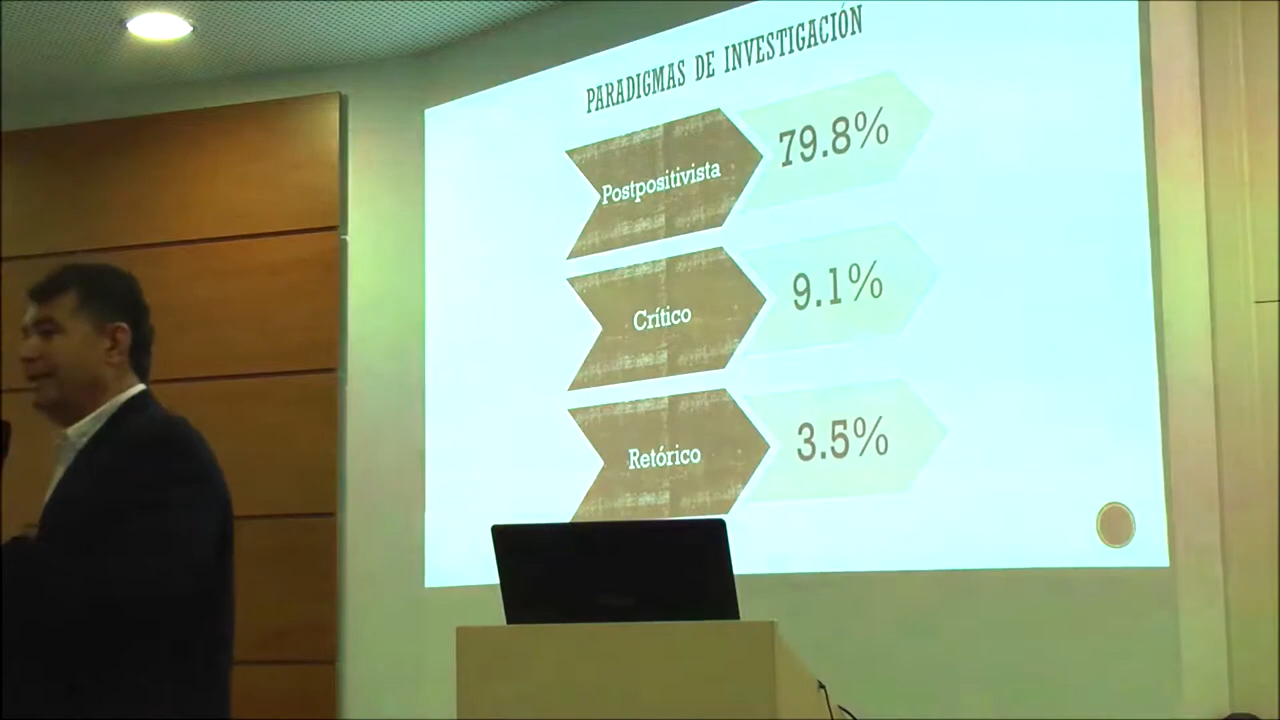 PARADIGMAS DE INVESTIGACIÓN
Postpositivista 79.8%
Crítico 9.1%
Retórico 3.5%